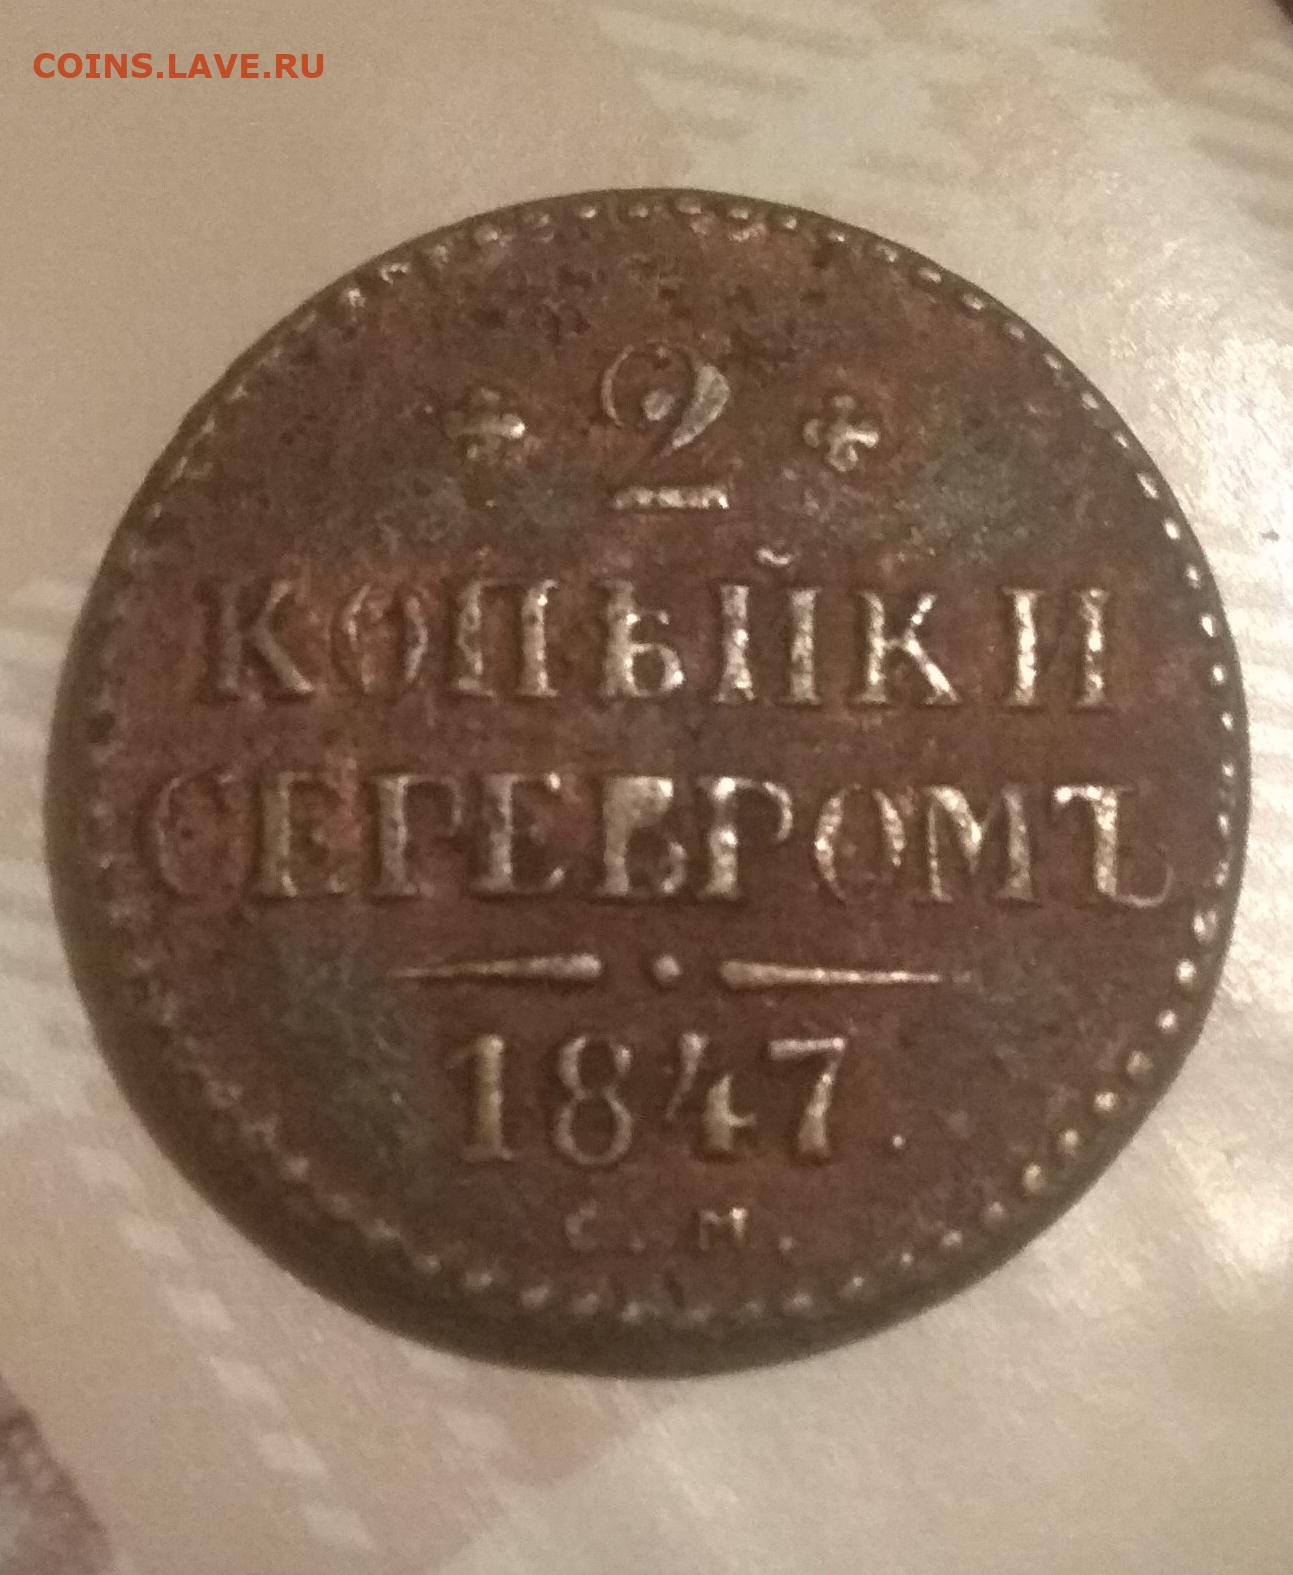 COINS.LAVE.RU
2
КОПѢЙКИ
СЕРЕБРОМЪ
1847
С. М.